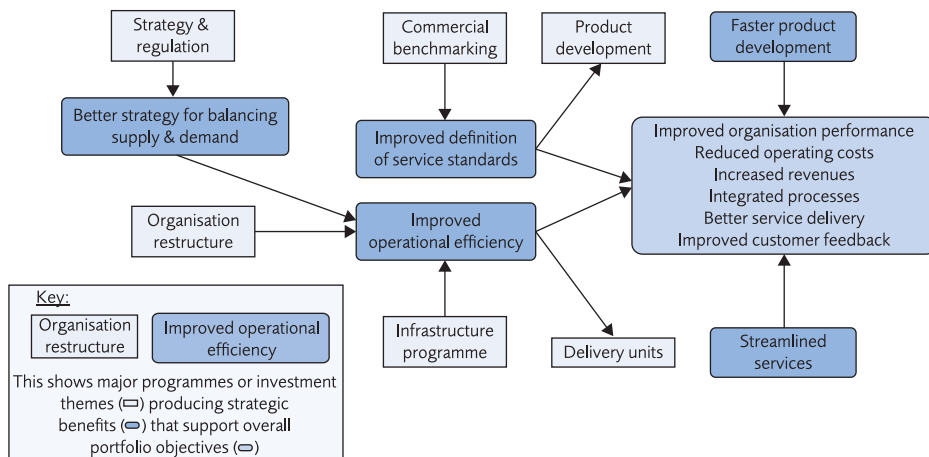 Strategy &
regulation
Commercial
benchmarking
Product
development
Faster product
development
Better strategy for balancing
supply & demand
Improved definition
of service standards
Improved organisation performance
Reduced operating costs
Increased revenues
Integrated processes
Better service delivery
Improved customer feedback
Organisation
restructure
Improved
operational efficiency
Infrastructure
programme
Delivery units
Streamlined
services
Key:
Organisation
restructure
Improved operational
efficiency
This shows major programmes or investment
themes () producing strategic
benefits () that support overall
portfolio objectives ()